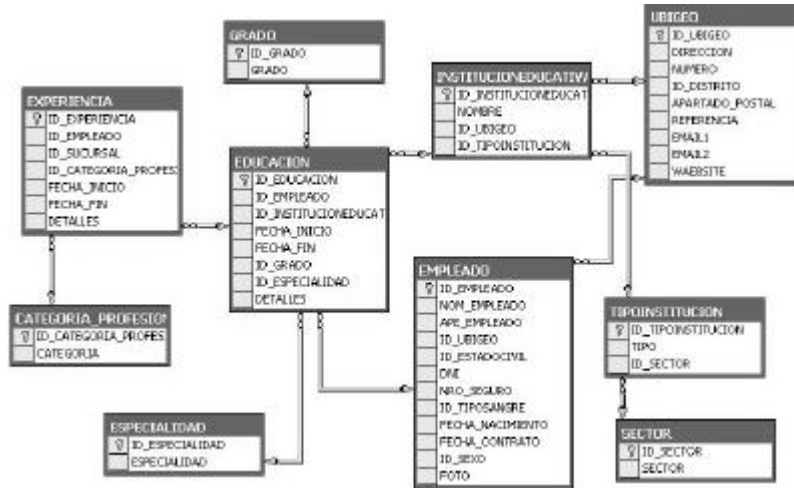 GRADO
ID_GRADO
GRADO
EXPERIENCIA
ID_EXPERIENCIA
ID_EMPLEADO
ID_SUCURSAL
ID_CATEGORIA_PROFES
FECHA_INICIO
FECHA_FIN
DETALLES
CATEGORIA_PROFESION
ID_CATEGORIA_PROFES
CATEGORIA
EDUCACION
ID_EDUCACION
ID_EMPLEADO
ID_INSTITUCIONEDUCAT
FECHA_INICIO
FECHA_FIN
ID_GRADO
ID_ESPECIALIDAD
DETALLES
ESPECIALIDAD
ID_ESPECIALIDAD
ESPECIALIDAD
INSTITUCIONEDUCATIVA
ID_INSTITUCIONEDUCAT
NOMBRE
ID_UBIGEO
ID_TIPOINSTITUCION
EMPLEADO
ID_EMPLEADO
NOM_EMPLEADO
APE_EMPLEADO
ID_UBIGEO
ID_ESTADOCIVIL
DNI
NRO_SEGURO
ID_TIPOSANGRE
FECHA_NACIMIENTO
FECHA_CONTRATO
ID_SEXO
FOTO
UBIGEO
ID_UBIGEO
DIRECCION
NUMERO
ID_DISTRITO
APARTADO_POSTAL
REFERENCIA
EMAIL1
EMAIL2
WAEBSITE
TIPOINSTITUCION
ID_TIPOINSTITUCION
TIPO
ID_SECTOR
SECTOR
ID_SECTOR
SECTOR